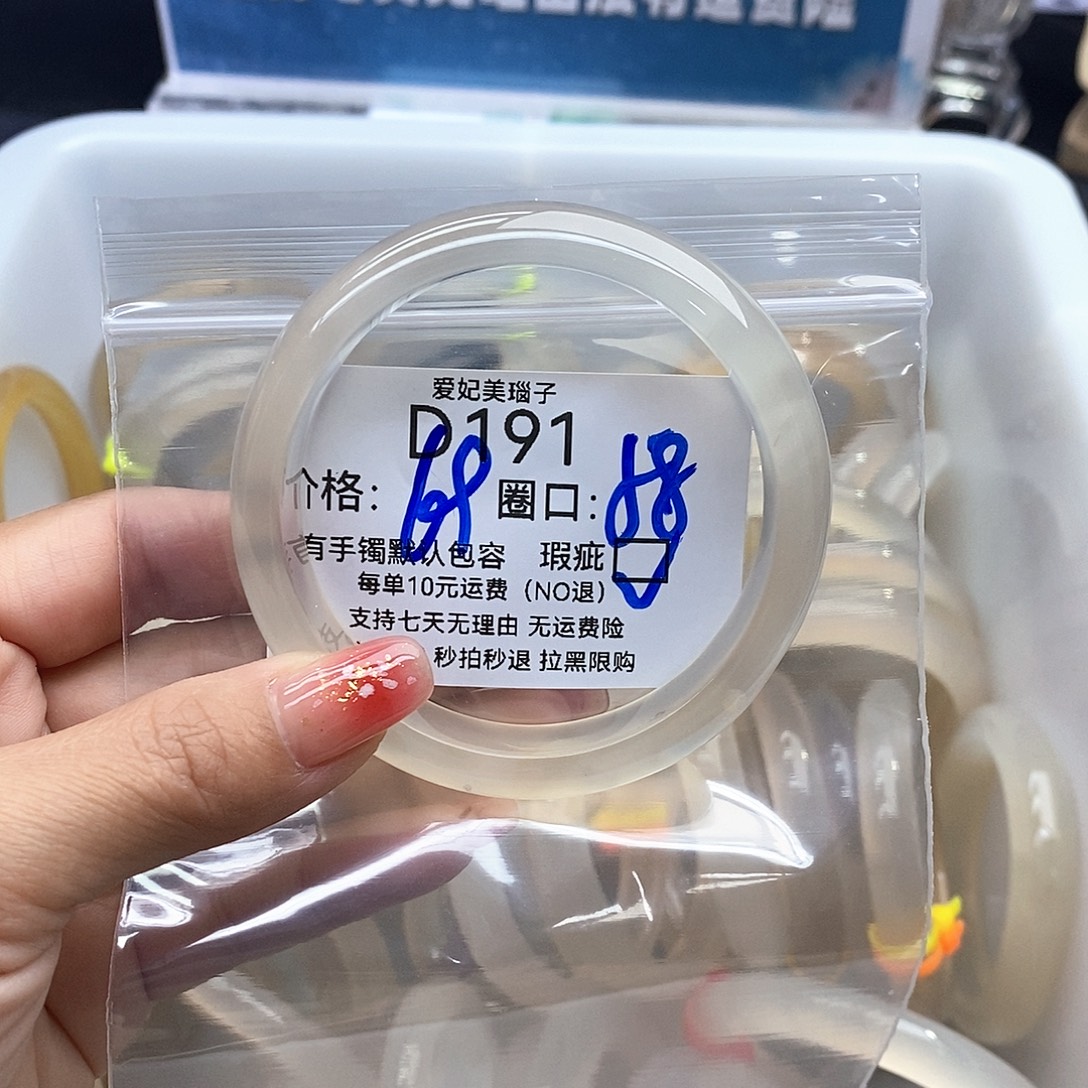 爱妃美瑙子
D191
价格：68 圈口：58
有手镯默认包容 瑕疵
每单10元运费（NO退）
支持七天无理由 无运费险
秒拍秒退 拉黑限购